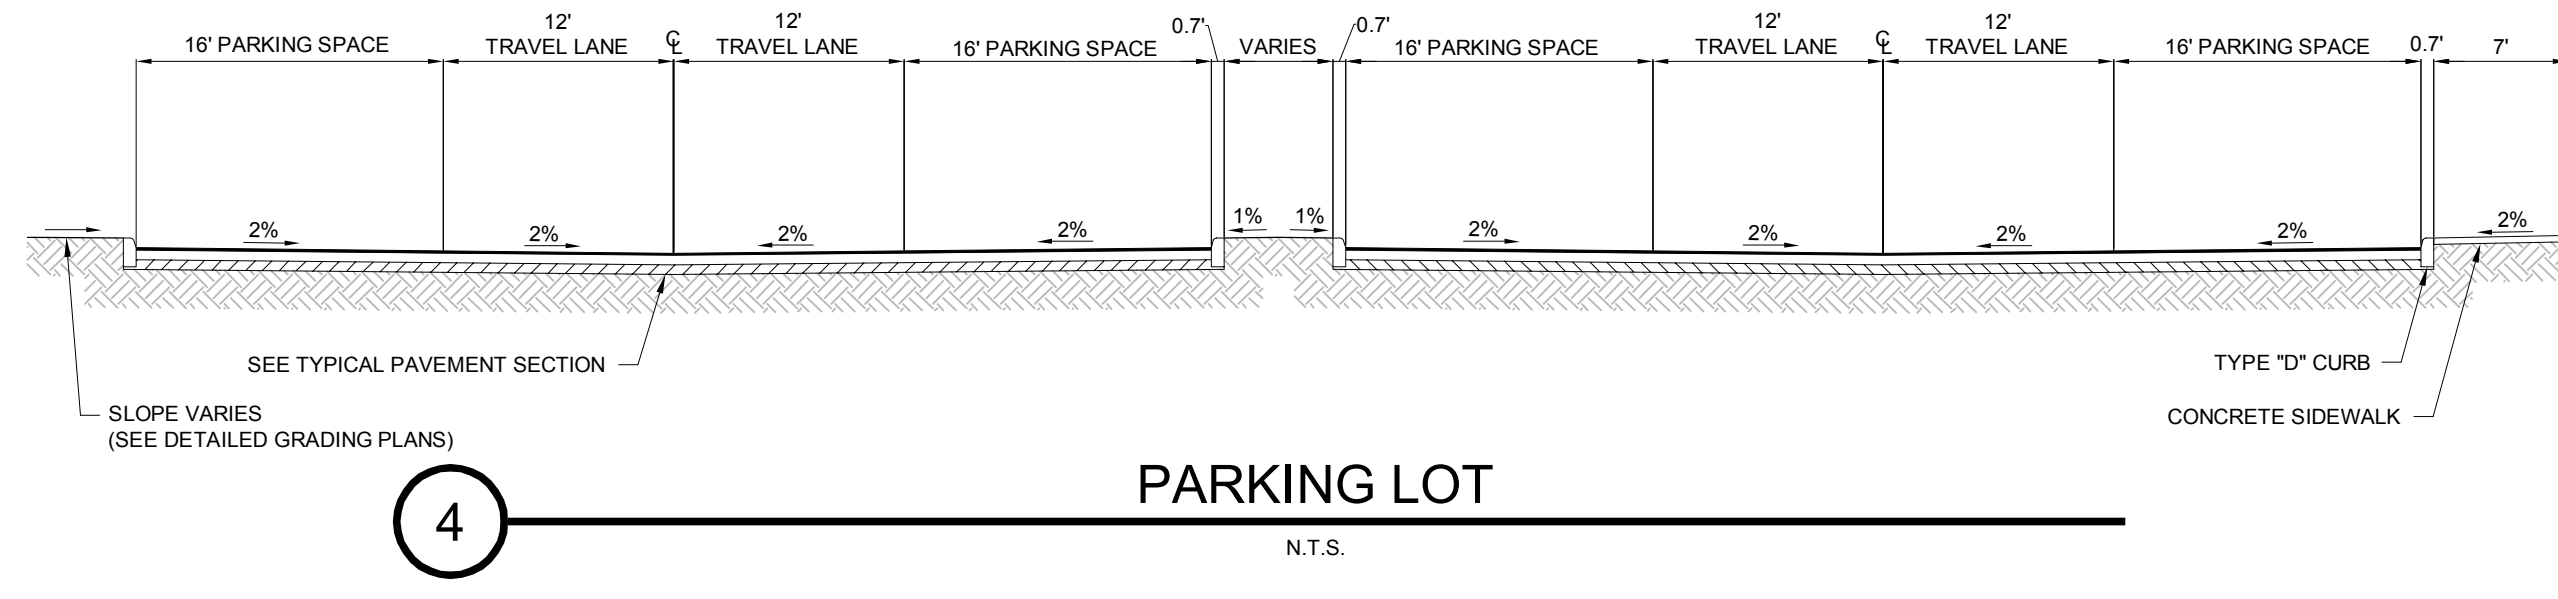 16' PARKING SPACE
12'
TRAVEL LANE
℄
12'
TRAVEL LANE
16' PARKING SPACE
0.7'
VARIES
0.7'
16' PARKING SPACE
12'
TRAVEL LANE
℄
12'
TRAVEL LANE
16' PARKING SPACE
0.7'
7'
2%
2%
2%
2%
1%
1%
2%
2%
2%
2%
2%
SEE TYPICAL PAVEMENT SECTION
SLOPE VARIES
(SEE DETAILED GRADING PLANS)
TYPE "D" CURB
CONCRETE SIDEWALK
4
PARKING LOT
N.T.S.